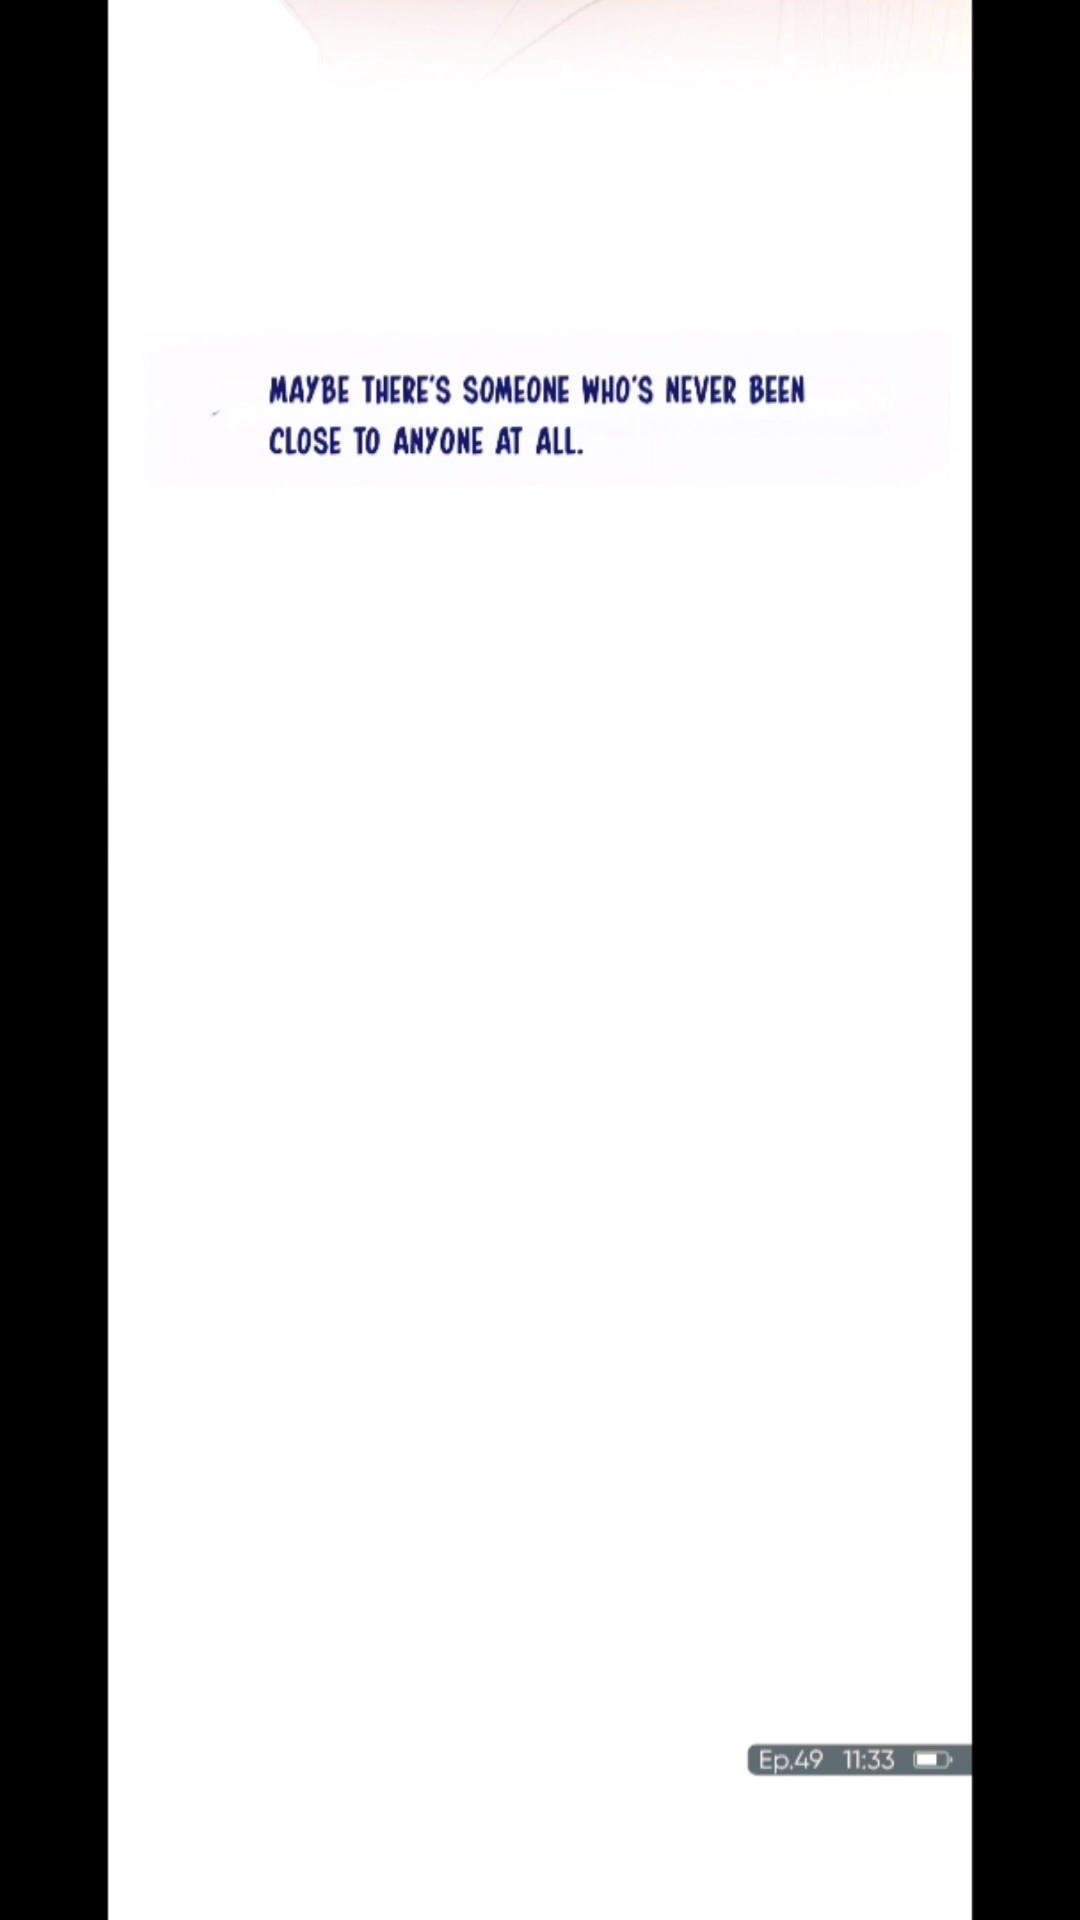 MAYBE THERE'S SOMEONE WHO'S NEVER BEEN
CLOSE TO ANYONE AT ALL.
Ep.49 11:33